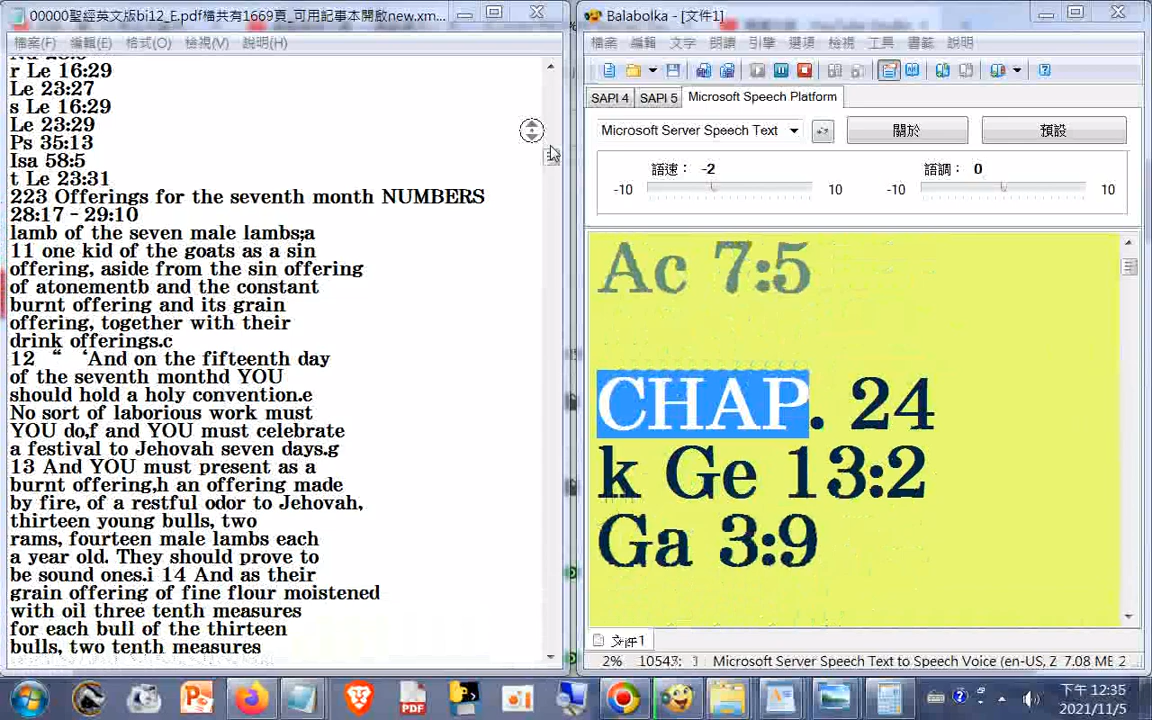 00000聖經英文版bi12_E.pdf檔共有1669頁_可用記事本開啟new.xm...
檔案(F) 編輯(E) 格式(O) 檢視(V) 說明(H)
r Le 16:29
Le 23:27
s Le 16:29
Le 23:29
Ps 35:13
Isa 58:5
t Le 23:31
223 Offerings for the seventh month NUMBERS
28:17 - 29:10
lamb of the seven male lambs;a
11 one kid of the goats as a sin
offering, aside from the sin offering
of atonementb and the constant
burnt offering and its grain
offering, together with their
drink offerings.c
12 “ ‘And on the fifteenth day
of the seventh monthd YOU
should hold a holy convention.e
No sort of laborious work must
YOU do,f and YOU must celebrate
a festival to Jehovah seven days.g
13 And YOU must present as a
burnt offering,h an offering made
by fire, of a restful odor to Jehovah,
thirteen young bulls, two
rams, fourteen male lambs each
a year old. They should prove to
be sound ones.i 14 And as their
grain offering of fine flour moistened
with oil three tenth measures
for each bull of the thirteen
bulls, two tenth measures
Balabolka - [文件1]
檔案 編輯 文字 朗讀 引擎 選項 檢視 工具 書籤 說明
SAPI 4 SAPI 5 Microsoft Speech Platform
Microsoft Server Speech Text 關於 預設
語速: -2 語調: 0
-10 10 -10 10
Ac 7:5
CHAP. 24
k Ge 13:2
Ga 3:9
文件1
2% Microsoft Server Speech Text to Speech Voice (en-US, Z 7.08 MB 2
PDF
下午 12:35
2021/11/5